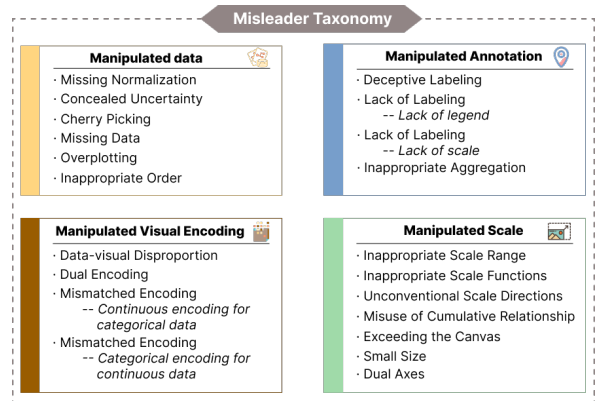 Misleader Taxonomy
Manipulated data
· Missing Normalization
· Concealed Uncertainty
· Cherry Picking
· Missing Data
· Overplotting
· Inappropriate Order
Manipulated Annotation
· Deceptive Labeling
· Lack of Labeling
-- Lack of legend
· Lack of Labeling
-- Lack of scale
· Inappropriate Aggregation
Manipulated Visual Encoding
· Data-visual Disproportion
· Dual Encoding
· Mismatched Encoding
-- Continuous encoding for
categorical data
· Mismatched Encoding
-- Categorical encoding for
continuous data
Manipulated Scale
· Inappropriate Scale Range
· Inappropriate Scale Functions
· Unconventional Scale Directions
· Misuse of Cumulative Relationship
· Exceeding the Canvas
· Small Size
· Dual Axes